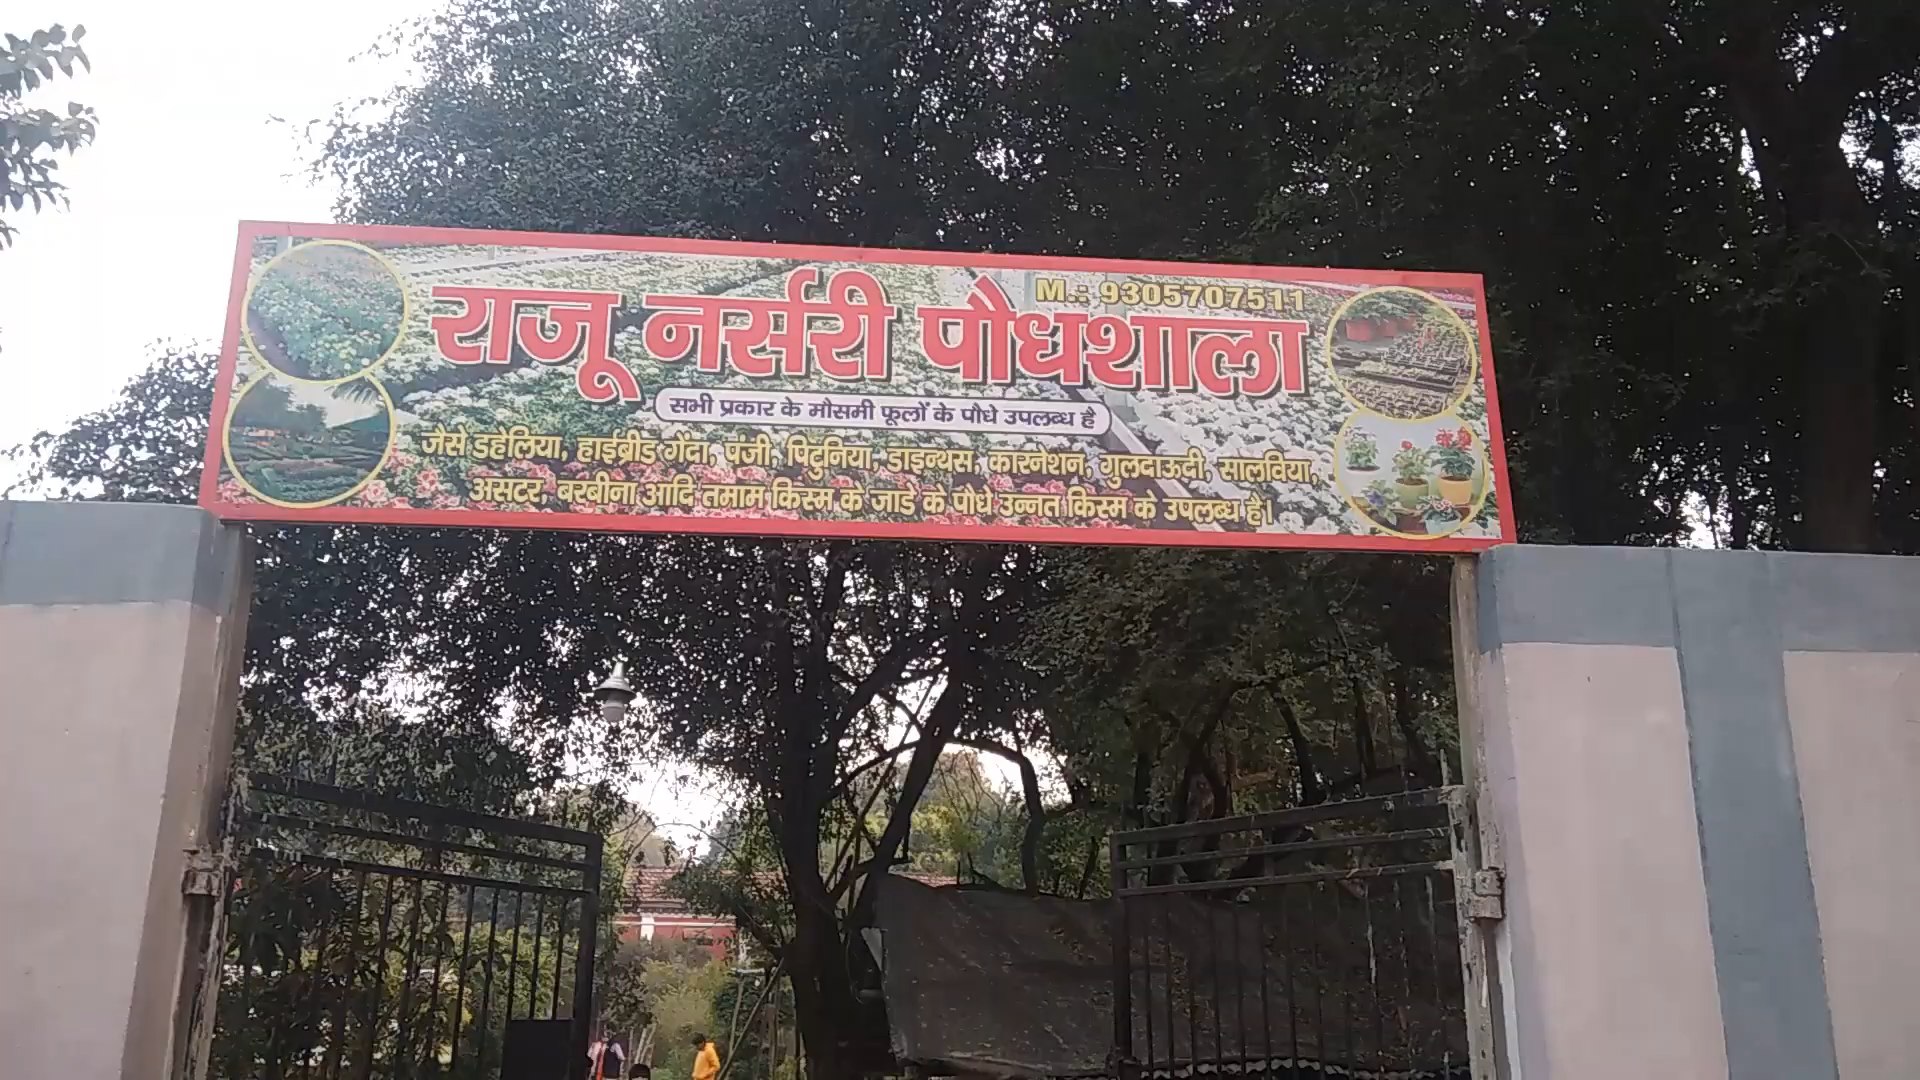 M.: 9305707511
राजू नर्सरी पौधशाला
सभी प्रकार के मौसमी फूलों के पौधे उपलब्ध है
जैसे डहैलिया, हाईब्रीड गेंदा, पंजी, पिटुनिया, डाइन्थस, कारनेशन, गुलदाऊदी, सालविया,
असटर, बरबीना आदि तमाम किस्म के जाडे के पौधे उन्नत किस्म के उपलब्ध है।